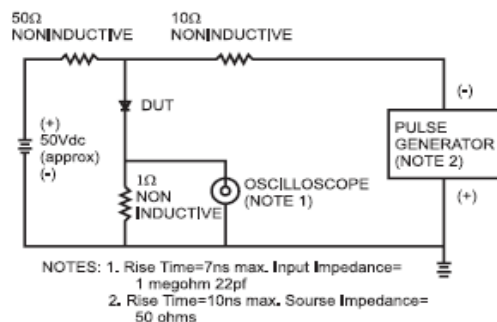 50Ω
NONINDUCTIVE
10Ω
NONINDUCTIVE
(+)
50Vdc
(approx)
(-)
DUT
1Ω
NON
INDUCTIVE
OSCILLOSCOPE
(NOTE 1)
(-)
PULSE
GENERATOR
(NOTE 2)
(+)
NOTES: 1. Rise Time=7ns max. Input Impedance=
1 megohm 22pf
2. Rise Time=10ns max. Sourse Impedance=
50 ohms